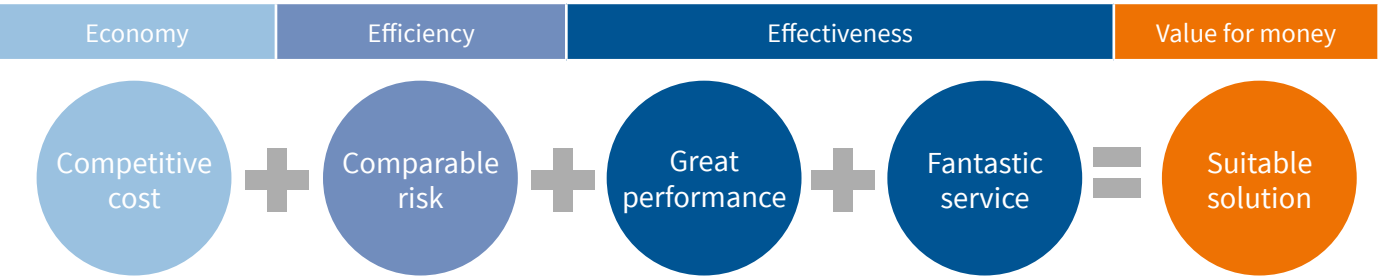 Economy
Efficiency
Effectiveness
Value for money
Competitive
cost
Comparable
risk
Great
performance
Fantastic
service
Suitable
solution